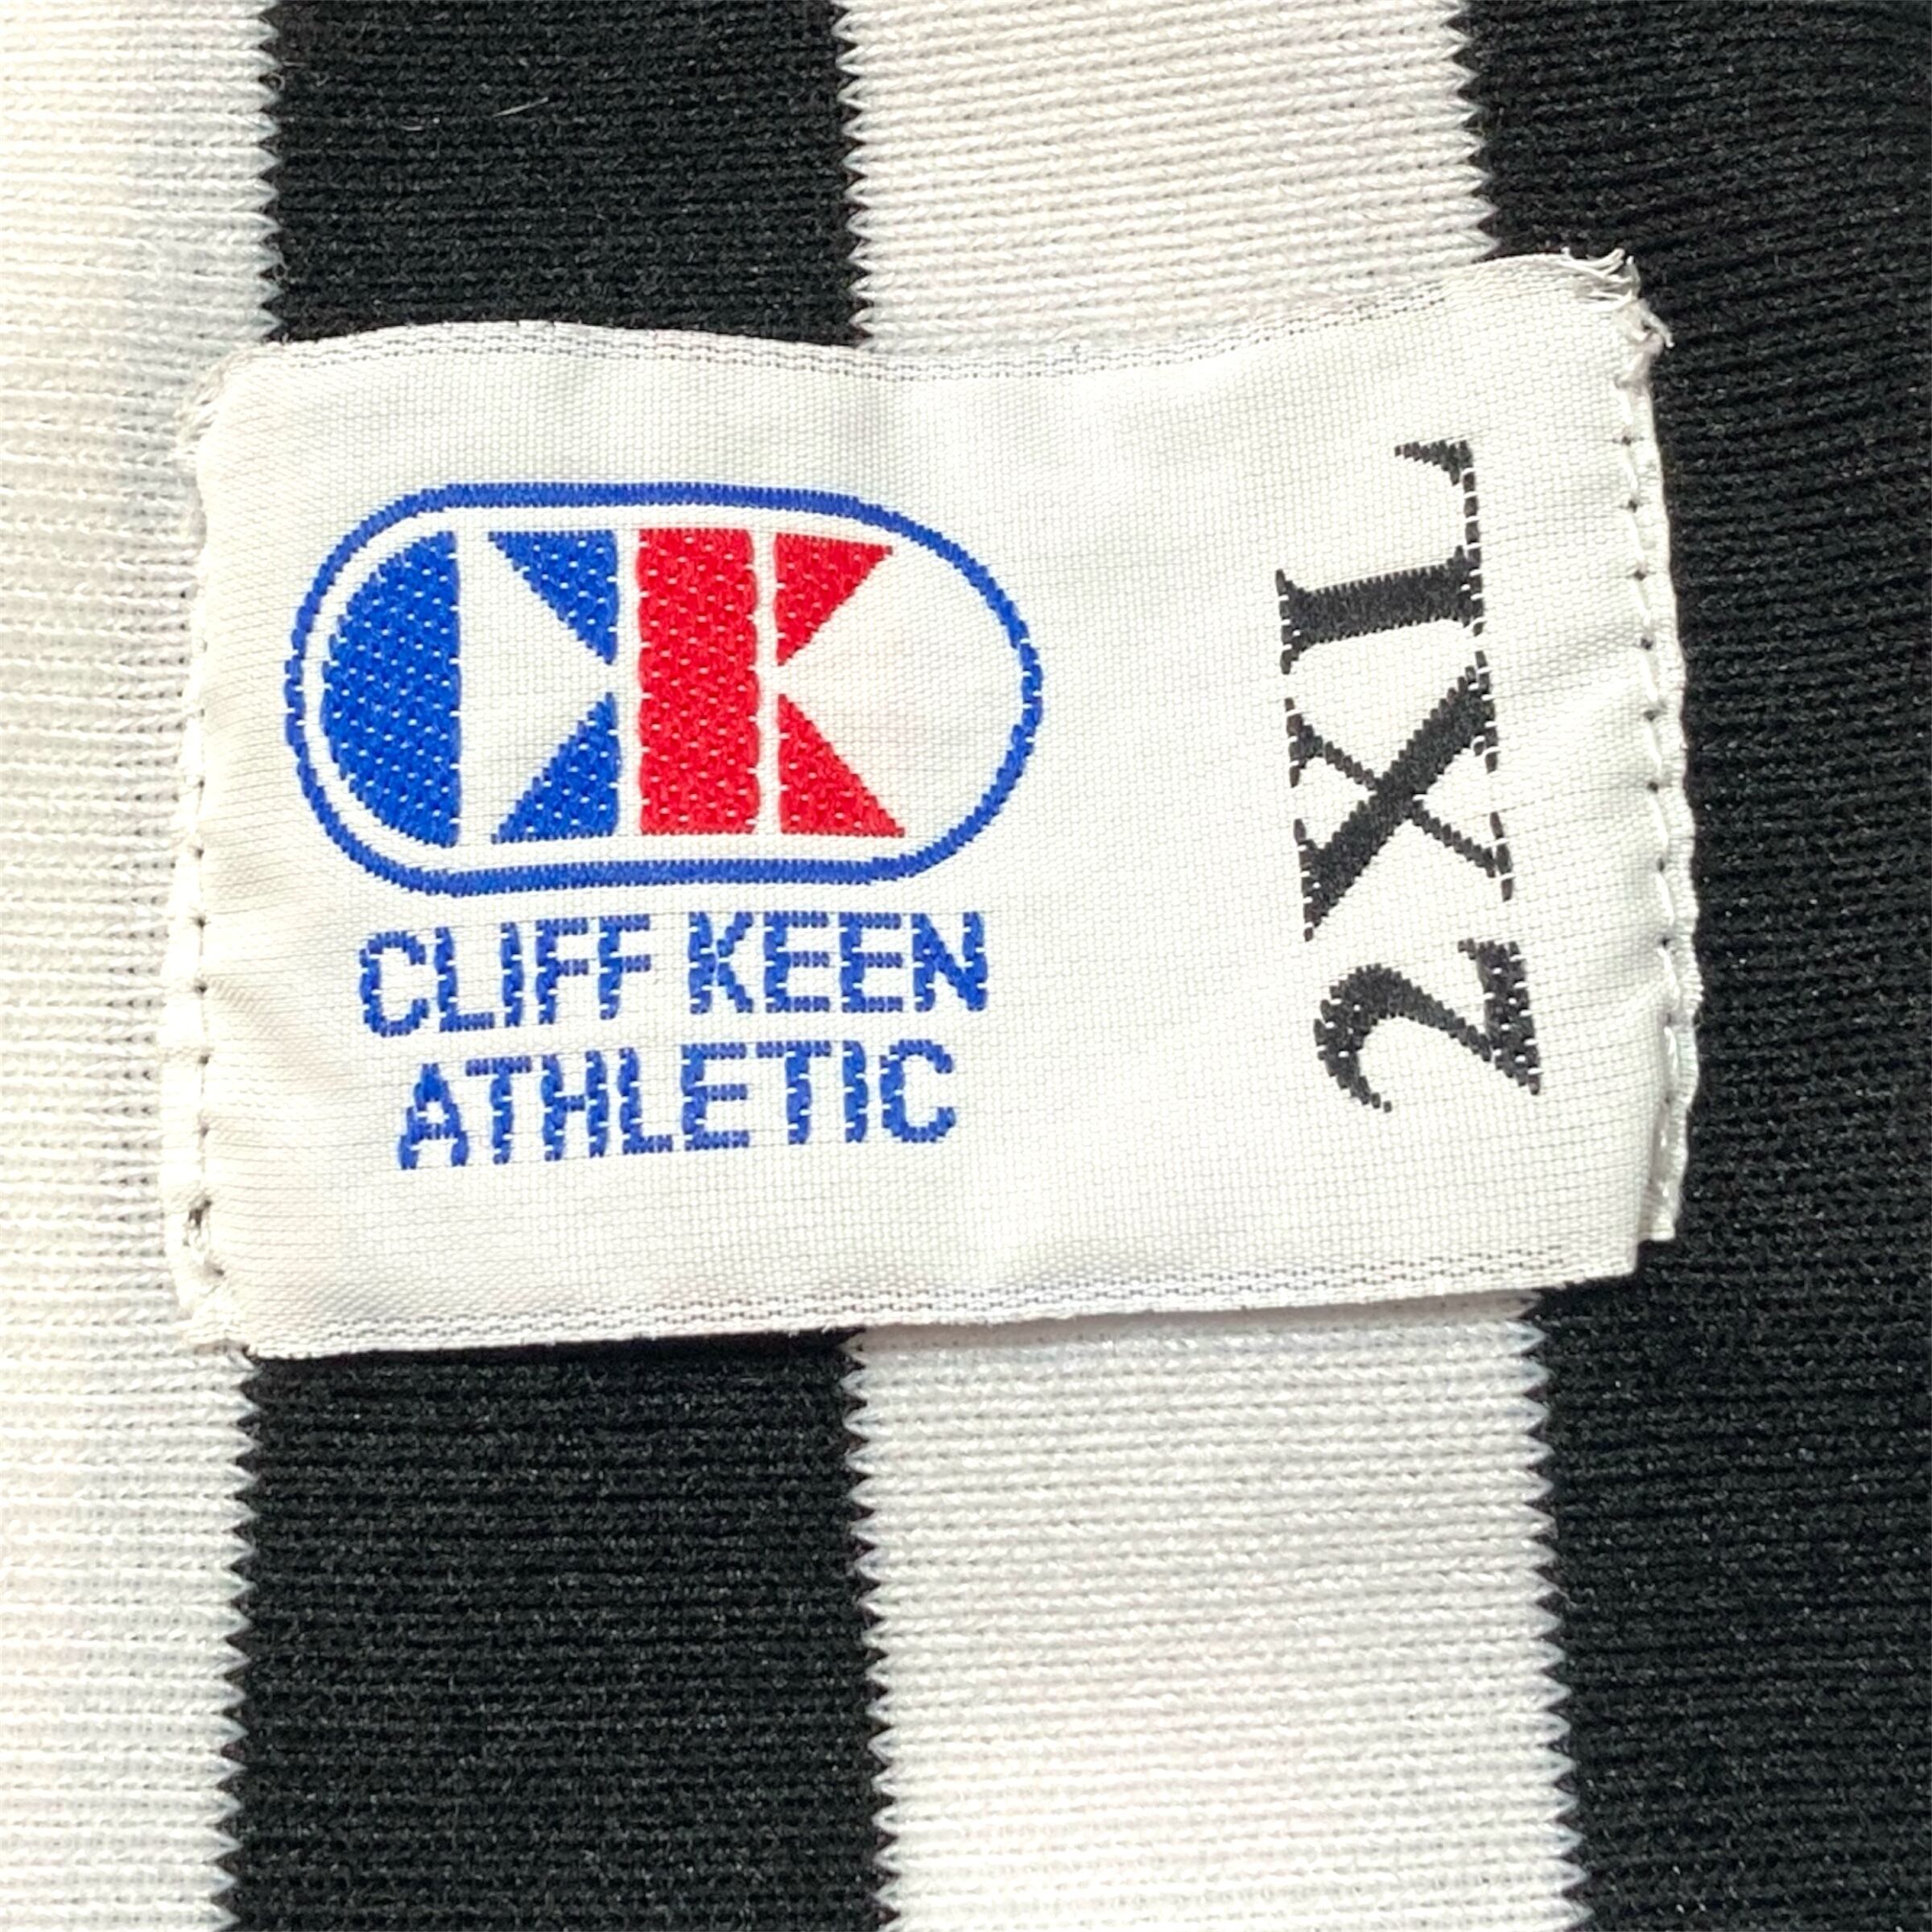 CLIFF KEEN
ATHLETIC
2XL